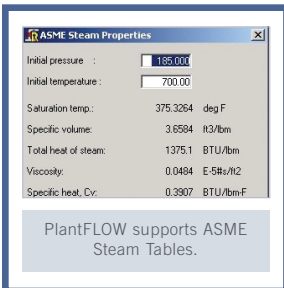 ASME Steam Properties
Initial pressure : 185.000
Initial temperature : 700.00
Saturation temp.: 375.3264 deg F
Specific volume: 3.6584 ft3/lbm
Total heat of steam: 1375.1 BTU/lbm
Viscosity: 0.0484 E-5#s/ft2
Specific heat, Cv: 0.3907 BTU/lbm-F
PlantFLOW supports ASME
Steam Tables.